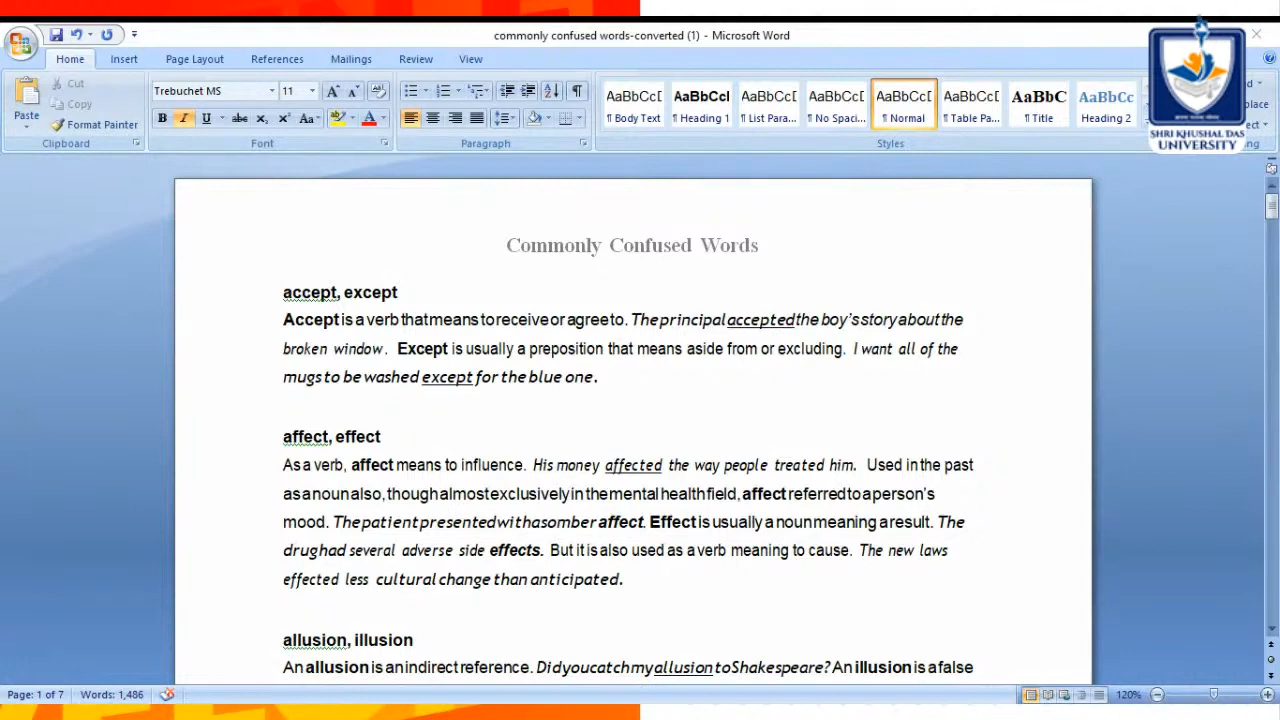 commonly confused words-converted (1) - Microsoft Word
Home Insert Page Layout References Mailings Review View
Cut
Copy
Paste
Format Painter
Clipboard
Trebuchet MS 11
Font
Paragraph
AaBbCc[ AaBbCcI AaBbC[ AaBbCc[ AaBbCc[ AaBbCc[ AaBbC AaBbCc
¶ Body Text ¶ Heading 1 ¶ List Para... ¶ No Spaci... ¶ Normal ¶ Table Pa... ¶ Title ¶ Heading 2
Styles
SHRI KHUSHAL DAS
UNIVERSITY
Commonly Confused Words
accept, except
Accept is a verb that means to receive or agree to. The principal accepted the boy's story about the
broken window. Except is usually a preposition that means aside from or excluding. I want all of the
mugs to be washed except for the blue one.
affect, effect
As a verb, affect means to influence. His money affected the way people treated him. Used in the past
as a noun also, though almost exclusively in the mental health field, affect referred to a person's
mood. The patient presented with a somber affect. Effect is usually a noun meaning a result. The
drug had several adverse side effects. But it is also used as a verb meaning to cause. The new laws
effected less cultural change than anticipated.
allusion, illusion
An allusion is an indirect reference. Did you catch my allusion to Shakespeare? An illusion is a false
Page: 1 of 7 Words: 1,486 120%